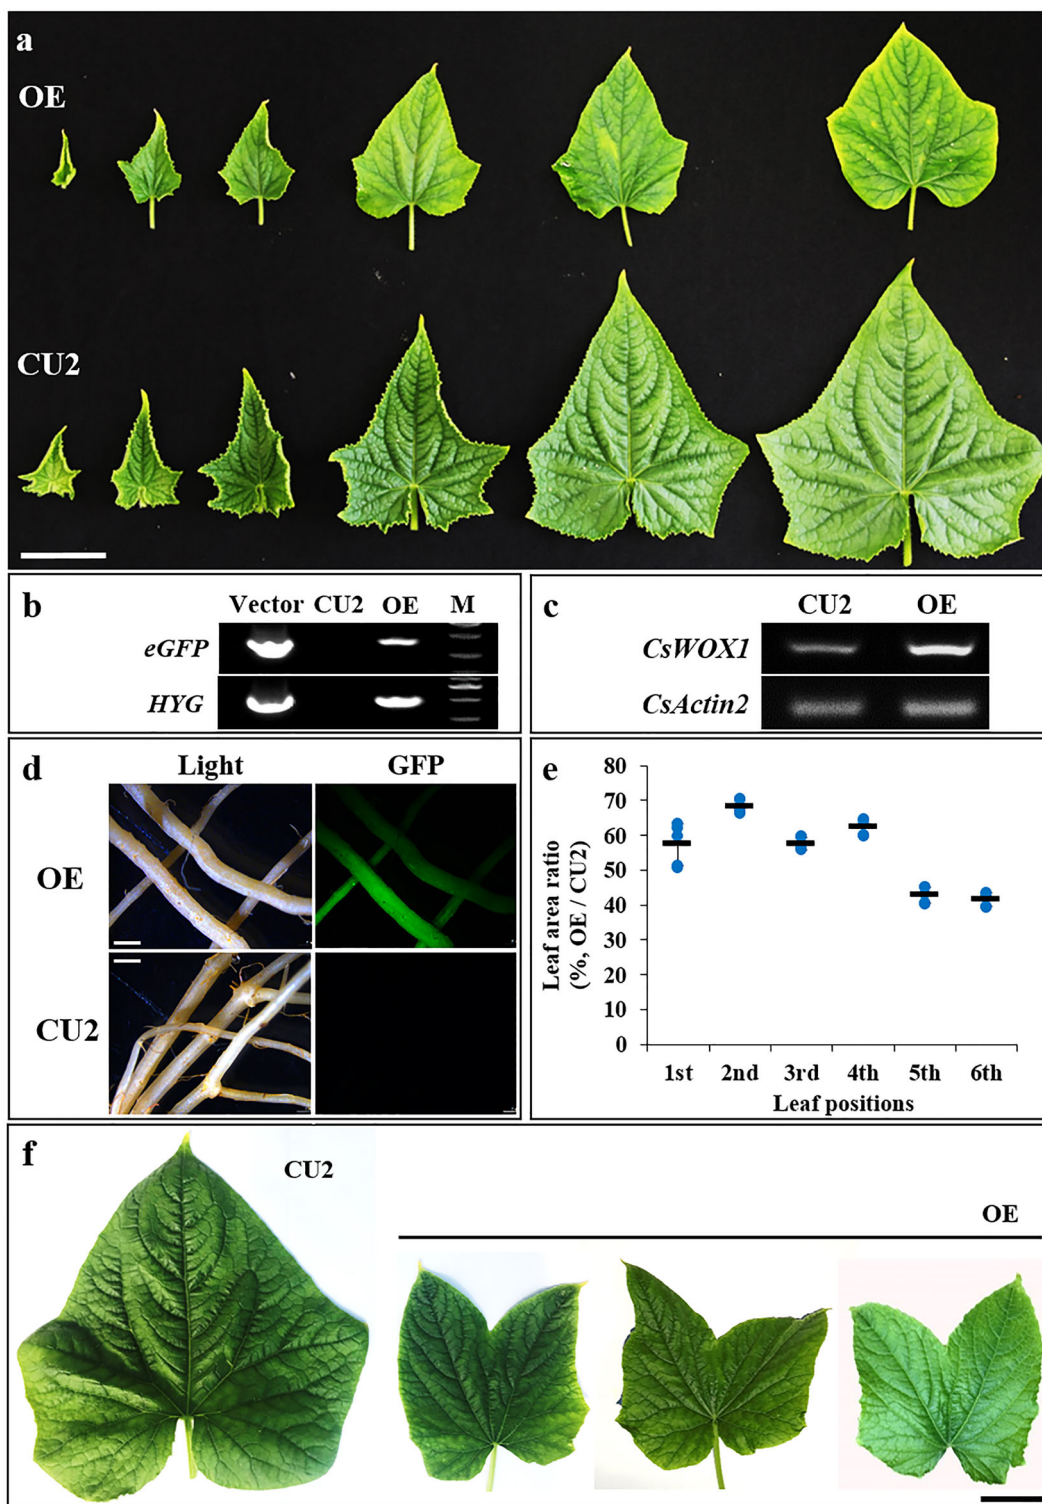 a
OE
CU2
b
Vector CU2 OE M
eGFP
HYG
c
CU2 OE
CsWOX1
CsActin2
d
Light GFP
OE
CU2
e
Leaf area ratio
(%, OE / CU2)
80
70
60
50
40
30
20
10
0
1st 2nd 3rd 4th 5th 6th
Leaf positions
f
CU2
OE